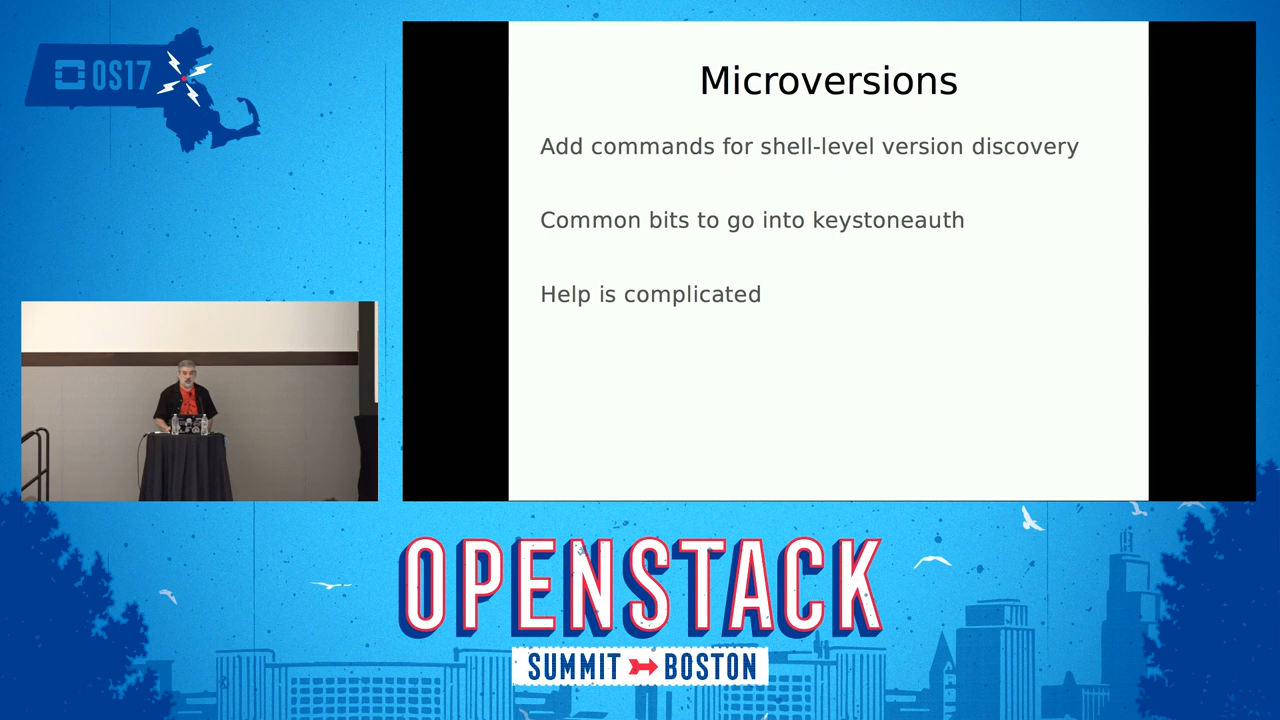 OS17
Microversions
Add commands for shell-level version discovery
Common bits to go into keystoneauth
Help is complicated
OPENSTACK
SUMMIT BOSTON